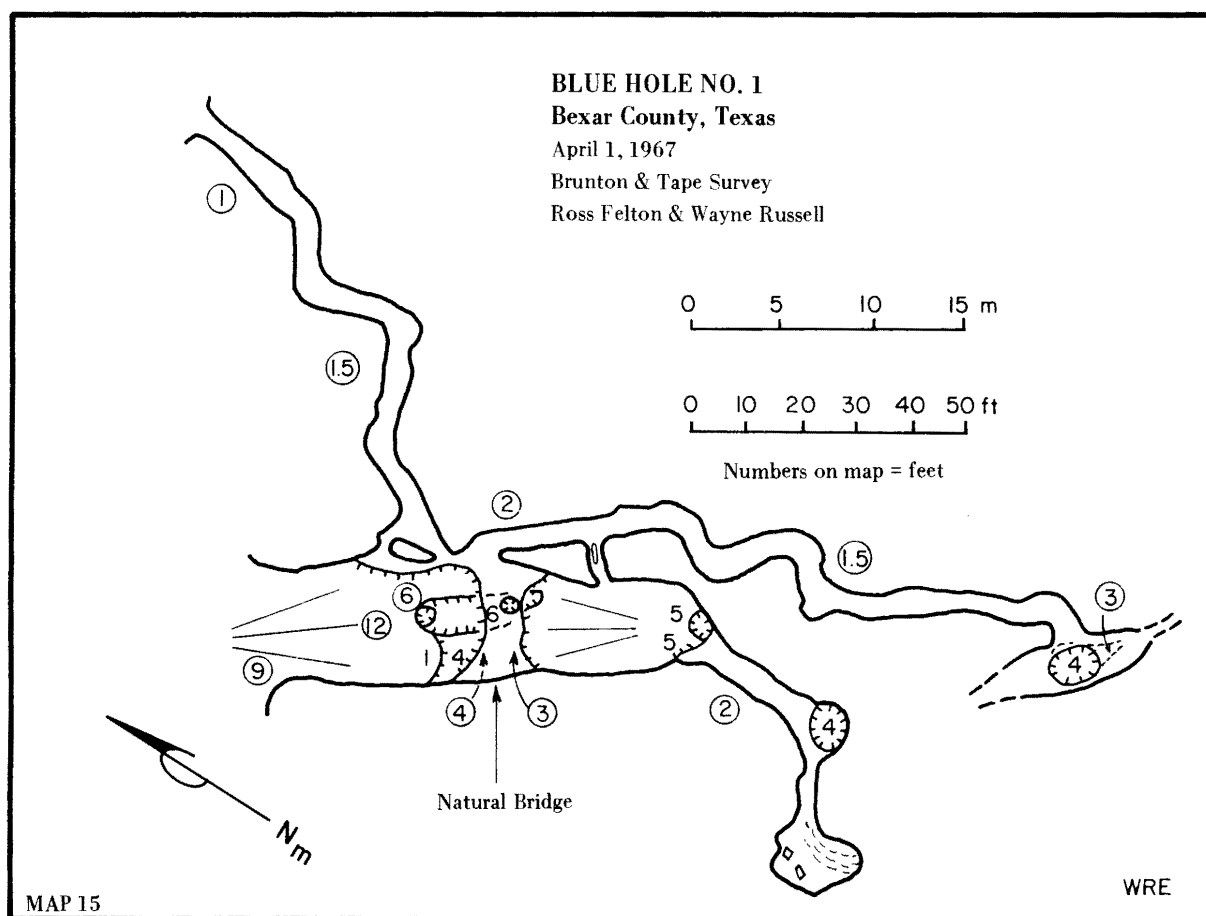 BLUE HOLE NO. 1
Bexar County, Texas
April 1, 1967
Brunton & Tape Survey
Ross Felton & Wayne Russell
1
0 5 10 15 m
1.5
0 10 20 30 40 50 ft
Numbers on map = feet
2
1.5
6
3
12
6
5
1 4
5
4
9
4
3
2
4
Natural Bridge
Nm
MAP 15
WRE